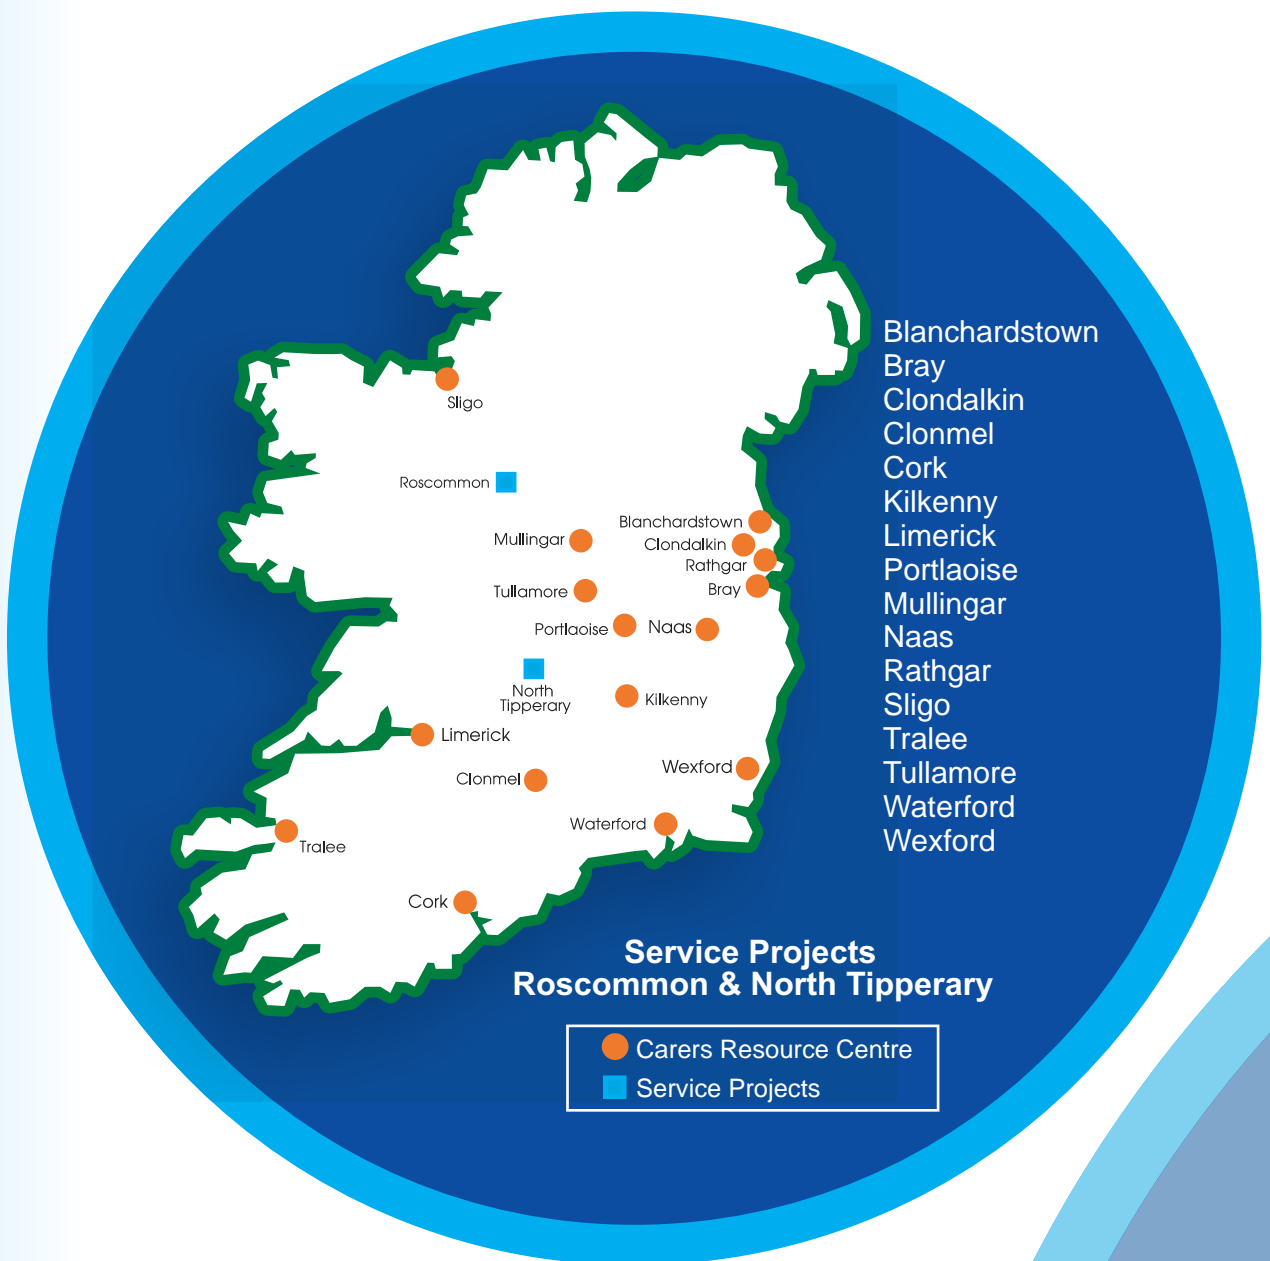 Sligo
Roscommon
Mullingar
Blanchardstown
Clondalkin
Rathgar
Bray
Tullamore
Portlaoise
Naas
North
Tipperary
Kilkenny
Limerick
Clonmel
Wexford
Waterford
Tralee
Cork
Blanchardstown
Bray
Clondalkin
Clonmel
Cork
Kilkenny
Limerick
Portlaoise
Mullingar
Naas
Rathgar
Sligo
Tralee
Tullamore
Waterford
Wexford
Service Projects
Roscommon & North Tipperary
Carers Resource Centre
Service Projects